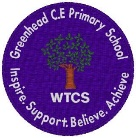 Greenhead C.E Primary School
WTCS
Inspire. Support. Believe. Achieve